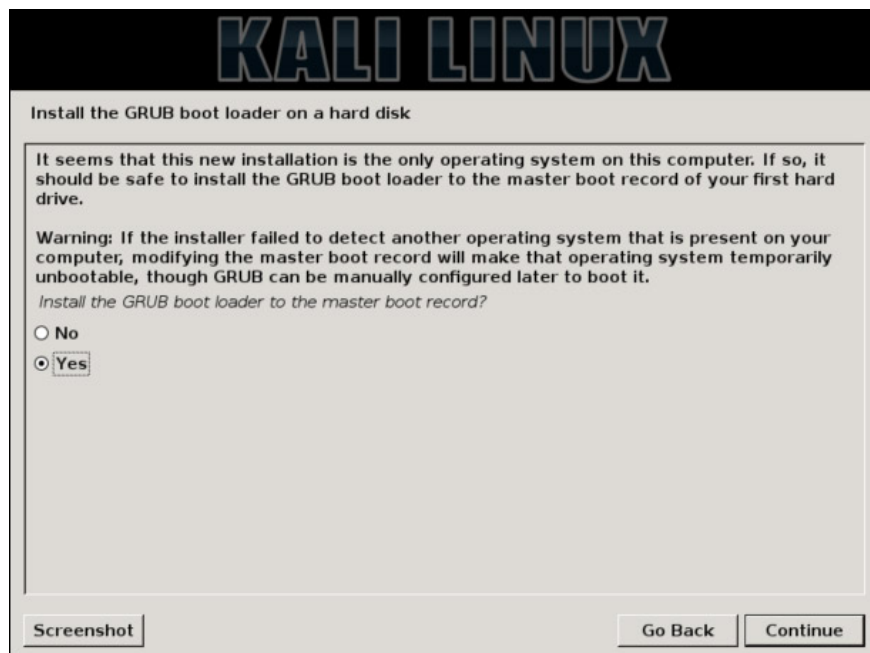 KALI LINUX
Install the GRUB boot loader on a hard disk
It seems that this new installation is the only operating system on this computer. If so, it
should be safe to install the GRUB boot loader to the master boot record of your first hard
drive.
Warning: If the installer failed to detect another operating system that is present on your
computer, modifying the master boot record will make that operating system temporarily
unbootable, though GRUB can be manually configured later to boot it.
Install the GRUB boot loader to the master boot record?
No
Yes
Screenshot
Go Back
Continue